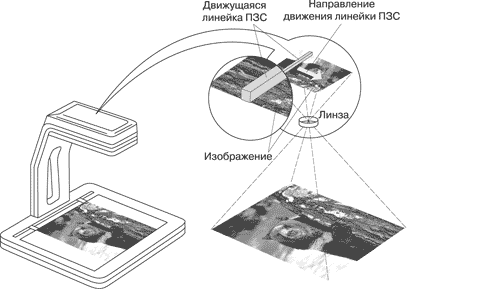 Движущаяся
линейка ПЗС
Направление
движения линейки ПЗС
Линза
Изображение